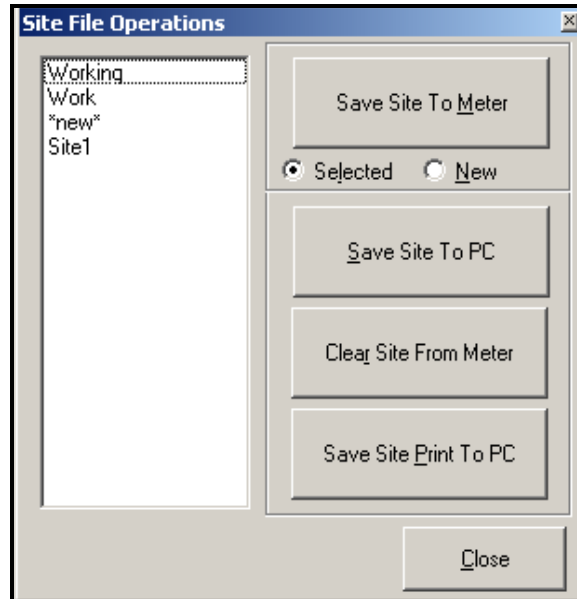 Site File Operations
Working
Work
*new*
Site1
Save Site To Meter
Selected
New
Save Site To PC
Clear Site From Meter
Save Site Print To PC
Close